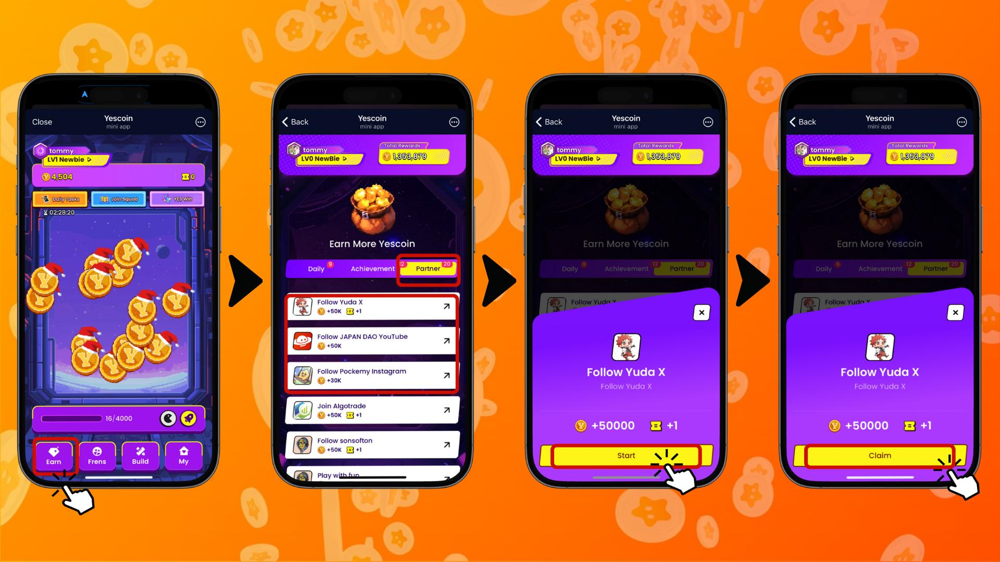 Close
Yescoin
mini app
tommy
LV1 Newbie
4,504
0
Daily Tasks
Join Squad
YES Win
02:28:20
16/4000
Earn
Frens
Build
My
Back
Yescoin
mini app
tommy
LV0 NewBie
Total Rewards
1,353,879
Earn More Yescoin
Daily
9
Achievement
12
Partner
20
Follow Yuda X
+50K
+1
Follow JAPAN DAO YouTube
+50K
Follow Pockemy Instagram
+30K
Join Algotrade
+50K
+1
Follow sonsofton
+50K
+1
Play with fun
Back
Yescoin
mini app
tommy
LV0 NewBie
Total Rewards
1,353,879
Earn More Yescoin
Daily
9
Achievement
12
Partner
20
Follow Yuda X
Follow Yuda X
Follow Yuda X
+50000
+1
Start
Back
Yescoin
mini app
tommy
LV0 NewBie
Total Rewards
1,353,879
Earn More Yescoin
Daily
9
Achievement
12
Partner
20
Follow Yuda X
Follow Yuda X
Follow Yuda X
+50000
+1
Claim